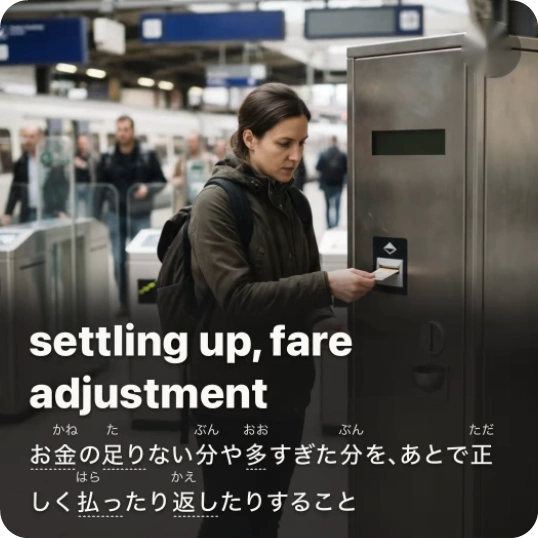 settling up, fare
adjustment
お金の足りない分や多すぎた分を、あとで正
しく払ったり返したりすること